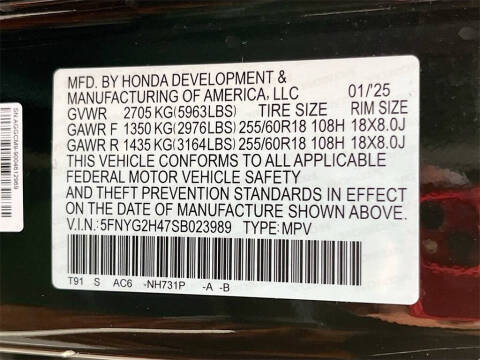 MFD. BY HONDA DEVELOPMENT &
MANUFACTURING OF AMERICA, LLC 01/'25
GVWR 2705 KG(5963LBS) TIRE SIZE RIM SIZE
GAWR F 1350 KG(2976LBS) 255/60R18 108H 18X8.0J
GAWR R 1435 KG(3164LBS) 255/60R18 108H 18X8.0J
THIS VEHICLE CONFORMS TO ALL APPLICABLE
FEDERAL MOTOR VEHICLE SAFETY
AND THEFT PREVENTION STANDARDS IN EFFECT
ON THE DATE OF MANUFACTURE SHOWN ABOVE.
V.I.N.: 5FNYG2H47SB023989 TYPE: MPV
T91 S AC6 -NH731P -A -B